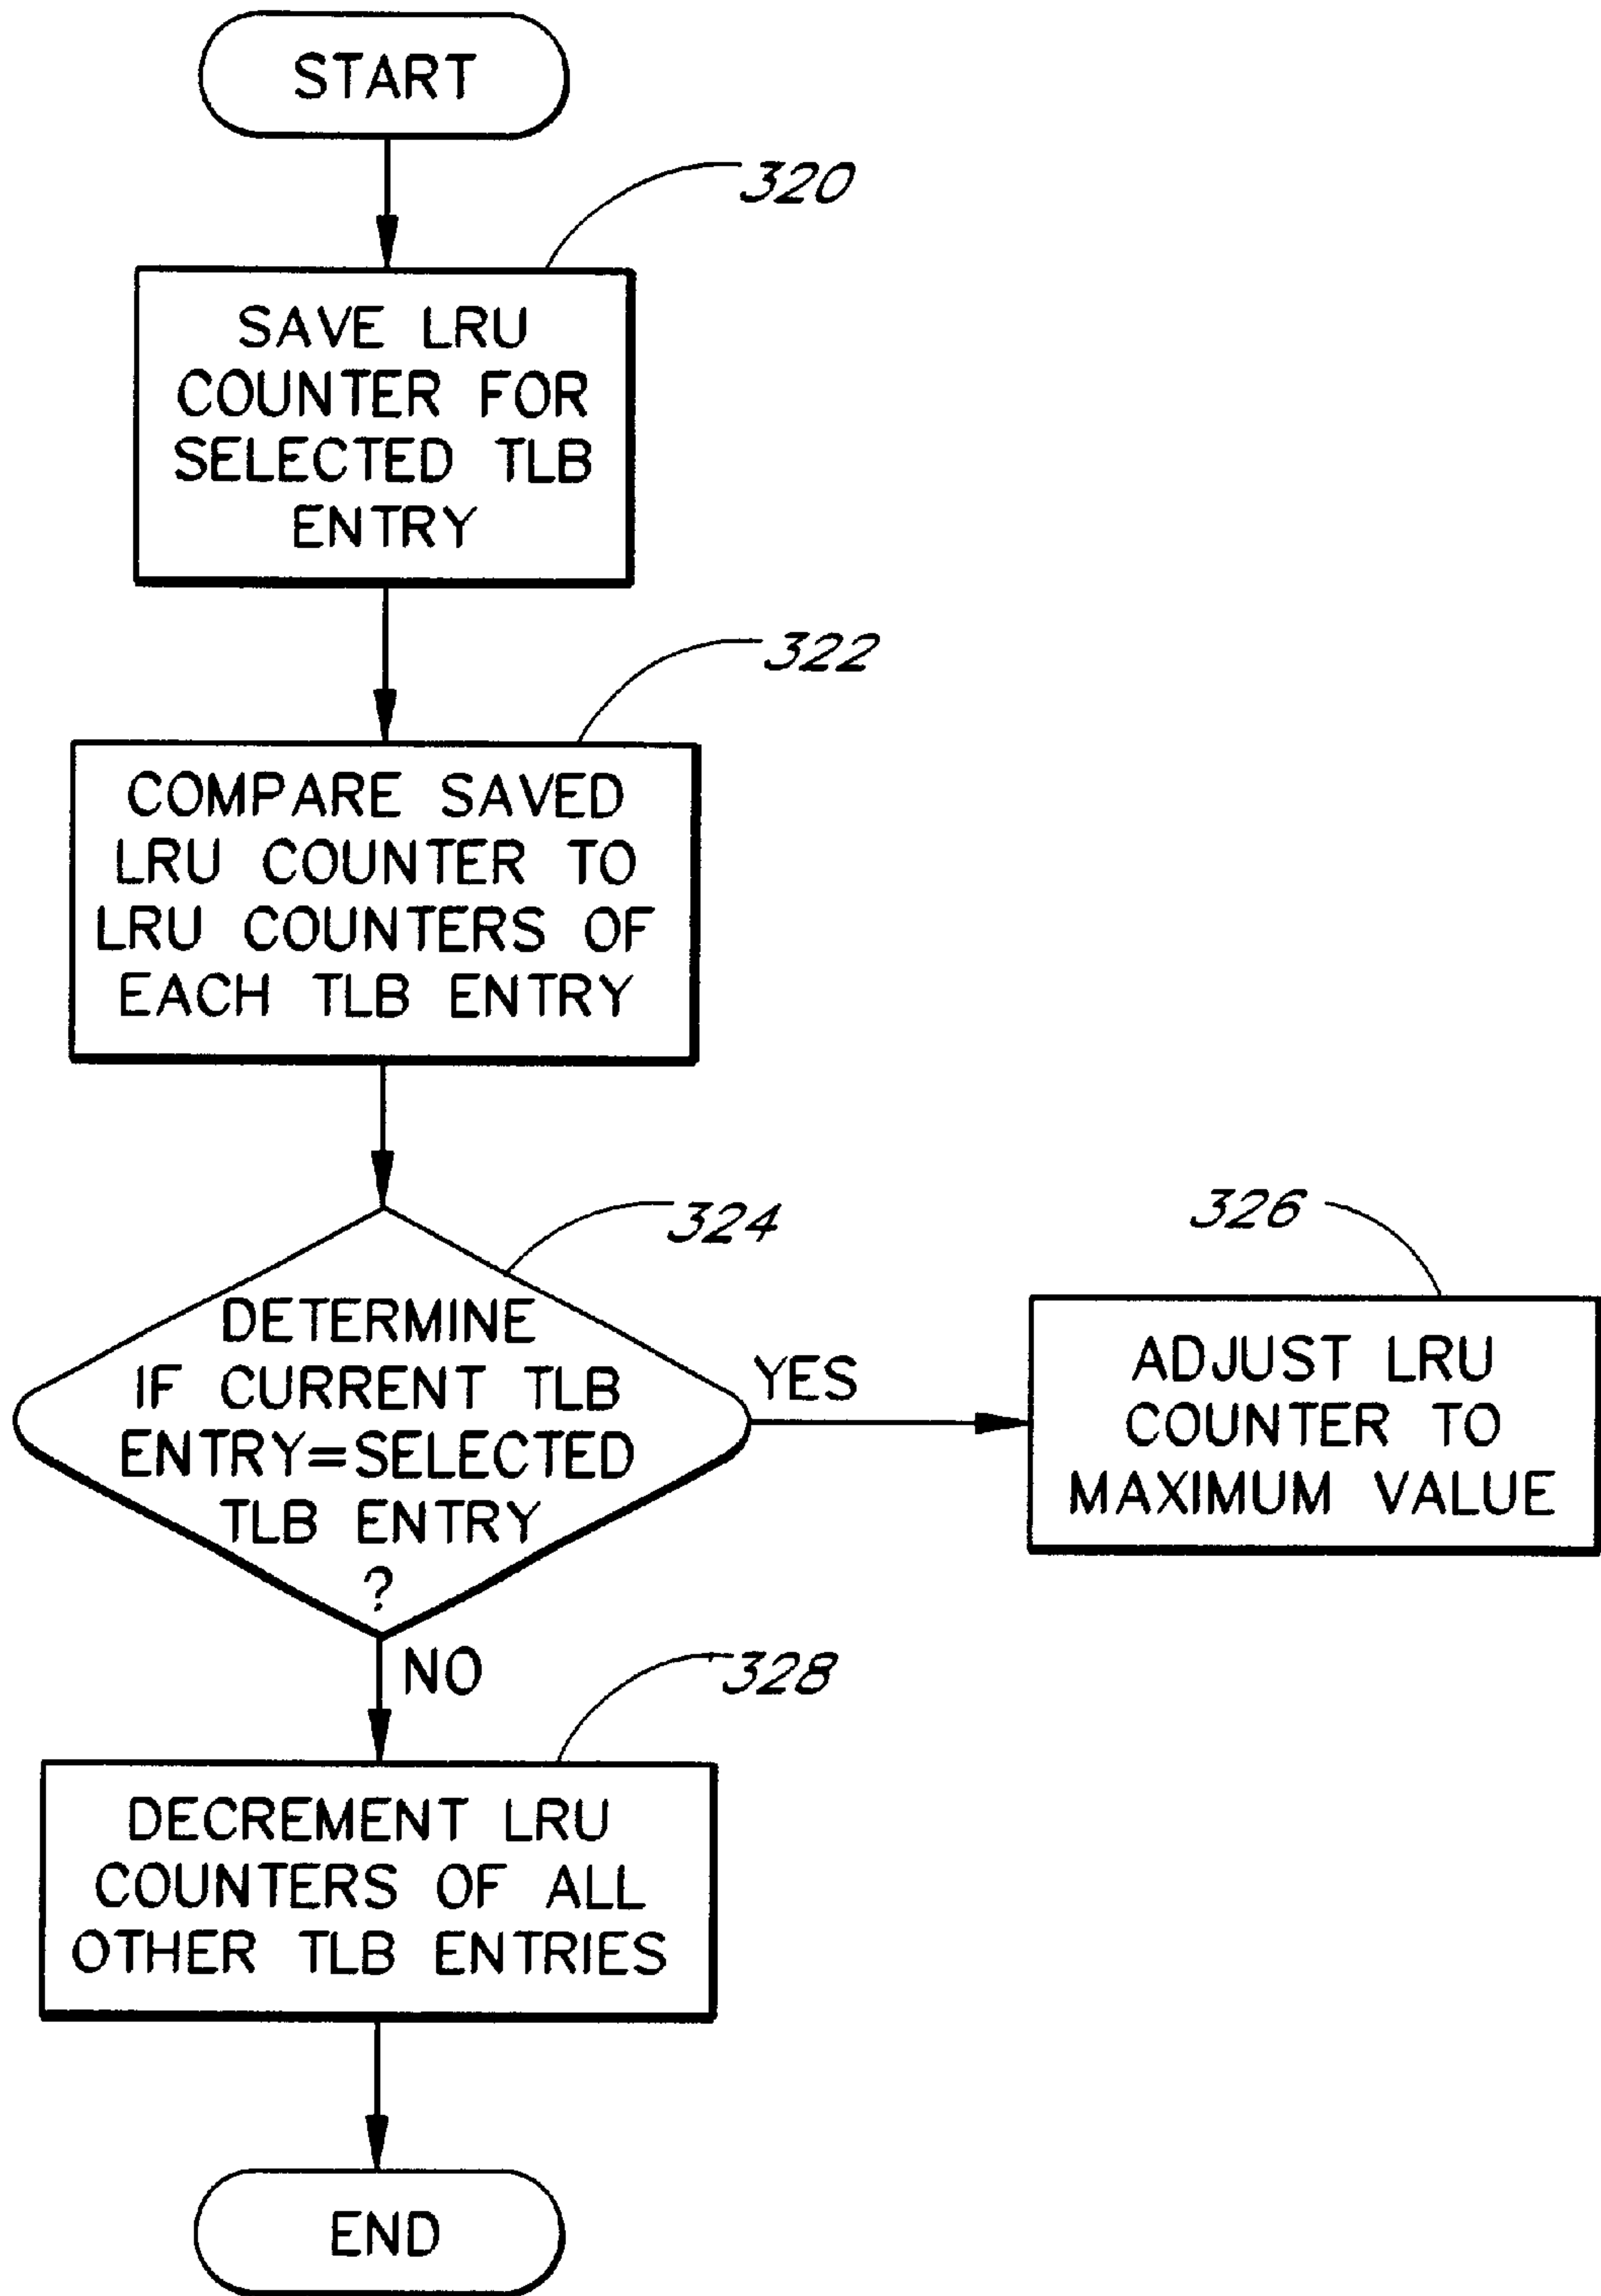 START
320
SAVE LRU
COUNTER FOR
SELECTED TLB
ENTRY
322
COMPARE SAVED
LRU COUNTER TO
LRU COUNTERS OF
EACH TLB ENTRY
324
DETERMINE
IF CURRENT TLB
ENTRY=SELECTED
TLB ENTRY
?
YES
326
ADJUST LRU
COUNTER TO
MAXIMUM VALUE
NO
328
DECREMENT LRU
COUNTERS OF ALL
OTHER TLB ENTRIES
END